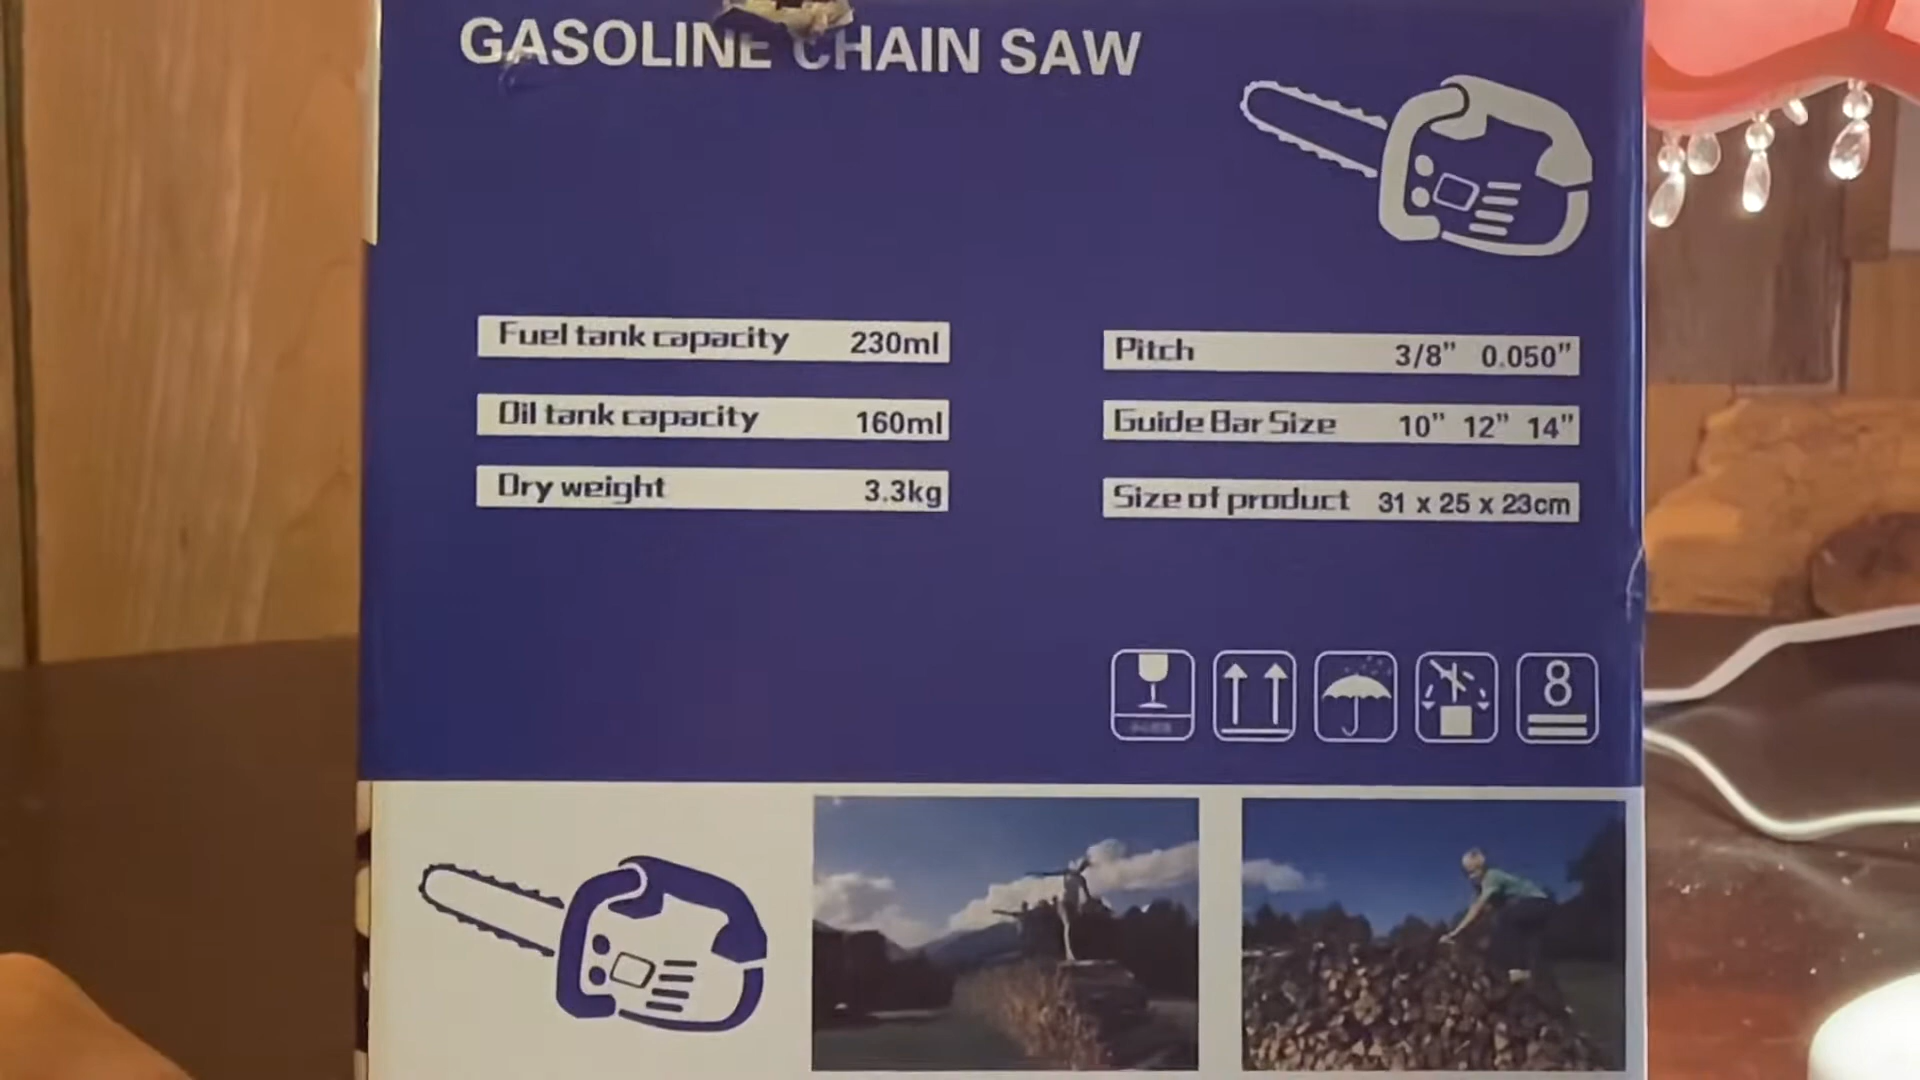 GASOLINE CHAIN SAW
Fuel tank capacity 230ml
Oil tank capacity 160ml
Dry weight 3.3kg
Pitch 3/8” 0.050”
Guide Bar Size 10” 12” 14”
Size of product 31 x 25 x 23cm
8